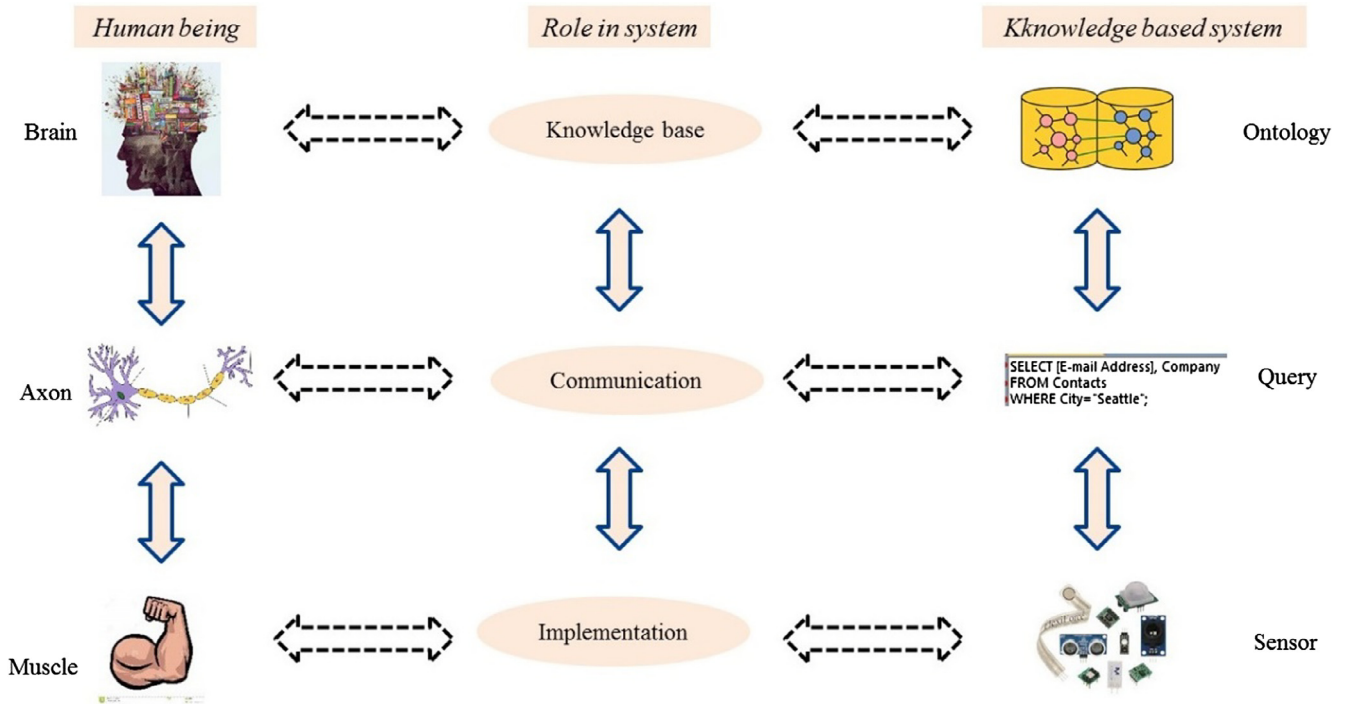 Human being
Role in system
Kknowledge based system
Brain
Knowledge base
Ontology
Axon
Communication
SELECT [E-mail Address], Company
FROM Contacts
WHERE City="Seattle";
Query
Muscle
Implementation
Sensor